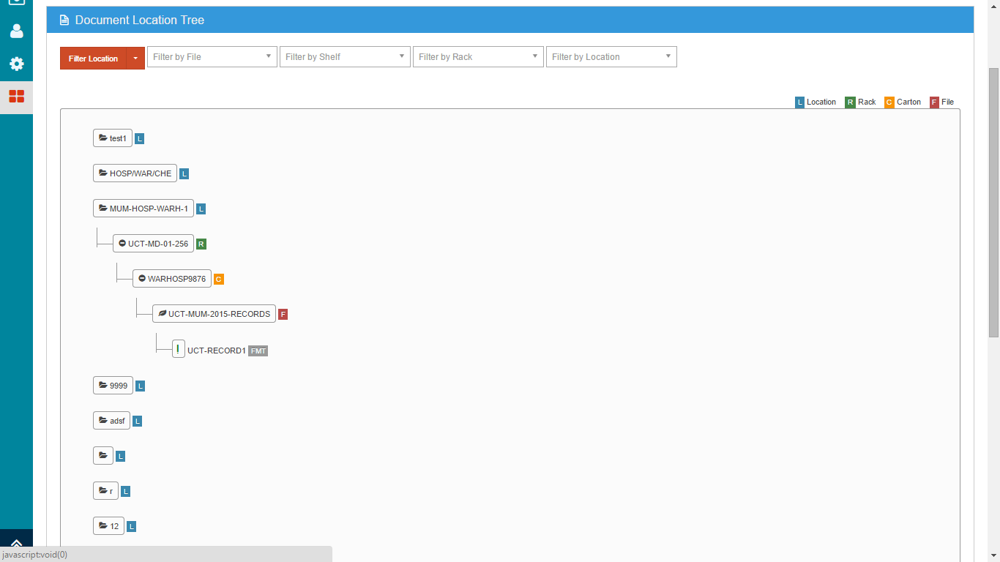 Document Location Tree
Filter Location Filter by File Filter by Shelf Filter by Rack Filter by Location
L Location R Rack C Carton F File
test1 L
HOSP/WAR/CHE L
MUM-HOSP-WARH-1 L
UCT-MD-01-256 R
WARHOSP9876 C
UCT-MUM-2015-RECORDS F
! UCT-RECORD1 FMT
9999 L
adsf L
L
r L
12 L
javascript:void(0)